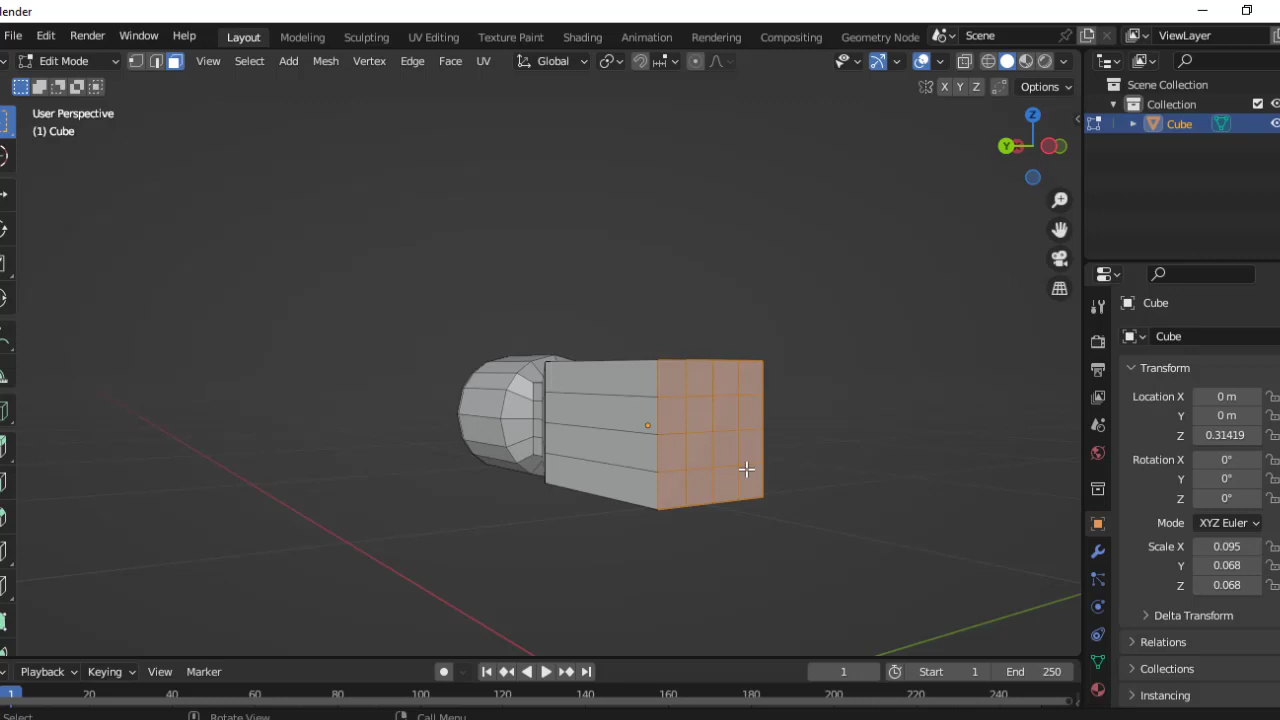 lender
File Edit Render Window Help Layout Modeling Sculpting UV Editing Texture Paint Shading Animation Rendering Compositing Geometry Node Scene ViewLayer
Edit Mode View Select Add Mesh Vertex Edge Face UV Global
X Y Z Options
User Perspective
(1) Cube
Z
Y
Scene Collection
Collection
Cube
Cube
Cube
Transform
Location X 0 m
Y 0 m
Z 0.31419
Rotation X 0°
Y 0°
Z 0°
Mode XYZ Euler
Scale X 0.095
Y 0.068
Z 0.068
Delta Transform
Relations
Collections
Instancing
Playback Keying View Marker 1 Start 1 End 250
1 20 40 60 80 100 120 140 160 180 200 220 240
Select Rotate View Call Menu